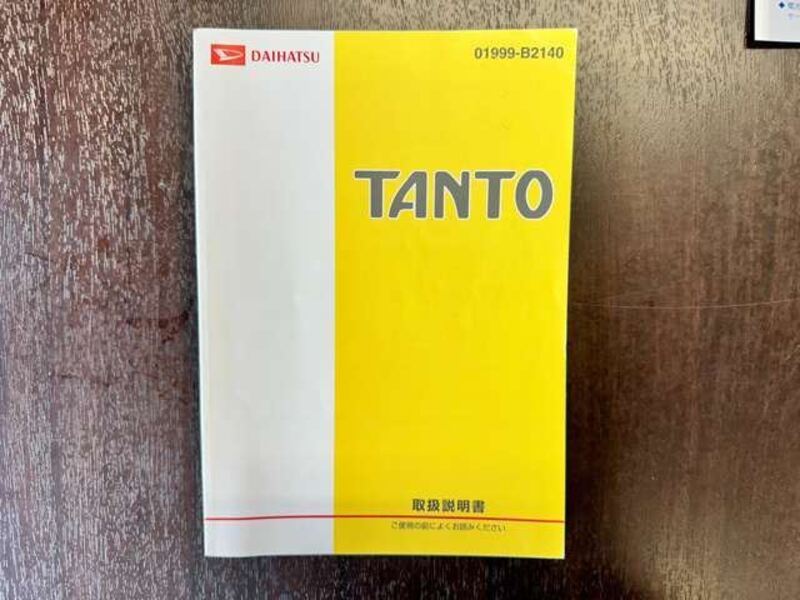 DAIHATSU
01999-B2140
TANTO
取扱説明書
ご使用の前によくお読みください